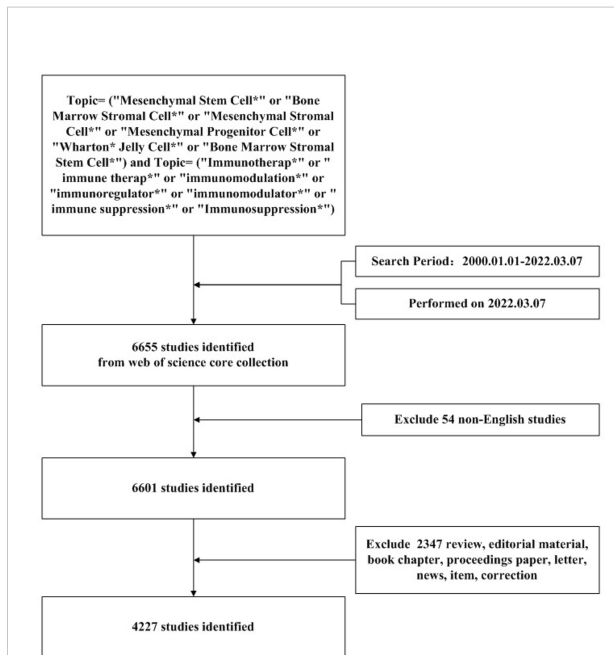 Topic= ("Mesenchymal Stem Cell*" or "Bone
Marrow Stromal Cell*" or "Mesenchymal Stromal
Cell*" or "Mesenchymal Progenitor Cell*" or
"Wharton* Jelly Cell*" or "Bone Marrow Stromal
Stem Cell*") and Topic= ("Immunotherap*" or "
immune therap*" or "immunomodulation*" or
"immunoregulator*" or "immunomodulator*" or "
immune suppression*" or "Immunosuppression*")
Search Period：2000.01.01-2022.03.07
Performed on 2022.03.07
6655 studies identified
from web of science core collection
Exclude 54 non-English studies
6601 studies identified
Exclude 2347 review, editorial material,
book chapter, proceedings paper, letter,
news, item, correction
4227 studies identified